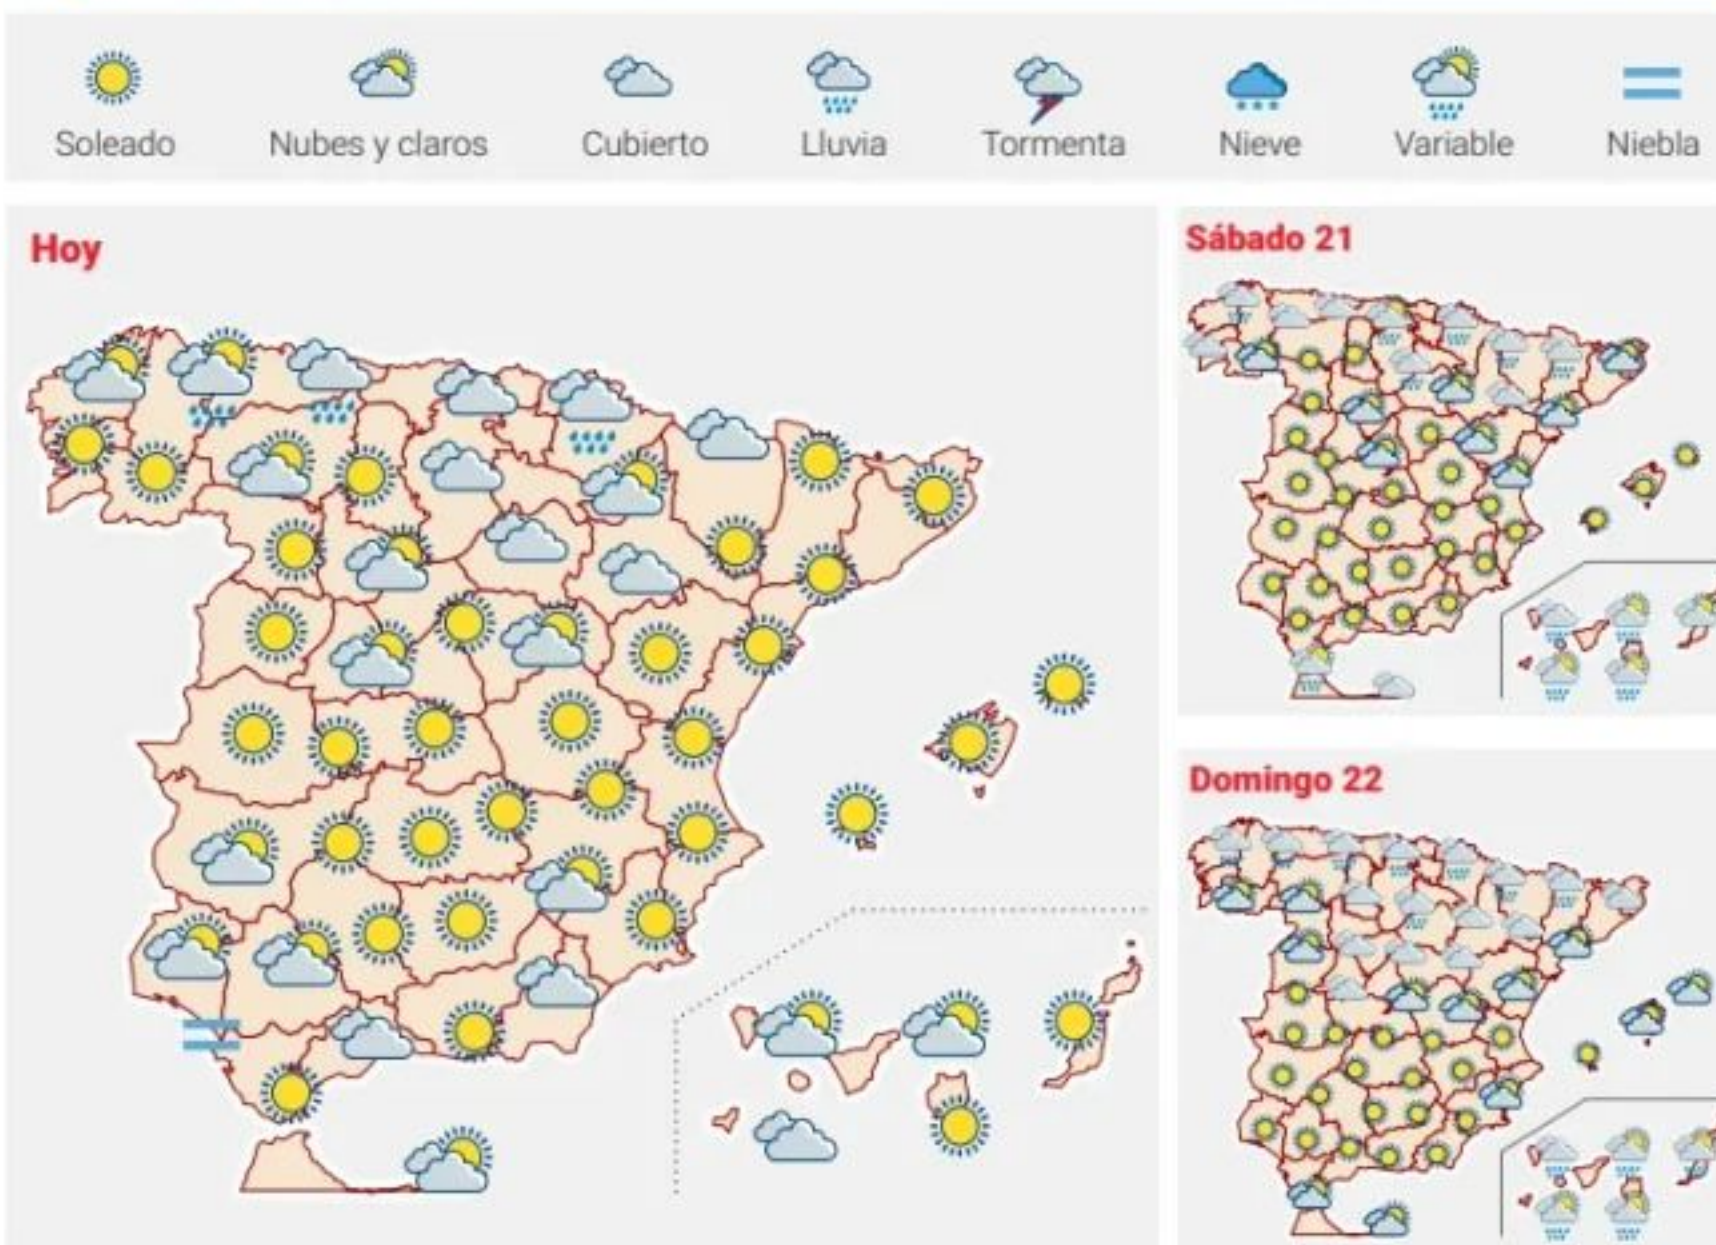 Soleado
Nubes y claros
Cubierto
Lluvia
Tormenta
Nieve
Variable
Niebla
Hoy
Sábado 21
Domingo 22